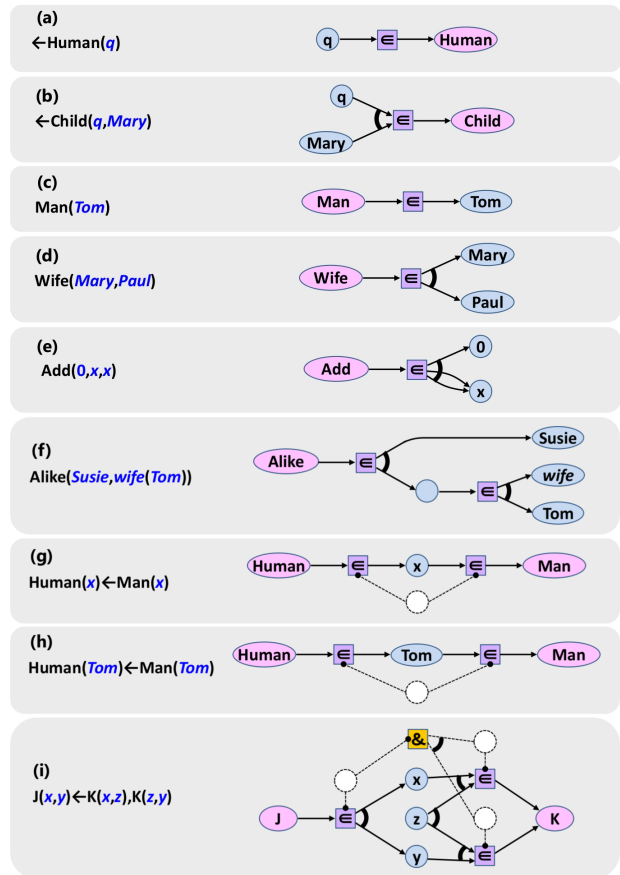 (a)
←Human(q)
q ∈ Human
(b)
←Child(q,Mary)
q
Mary
∈ Child
(c)
Man(Tom)
Man ∈ Tom
(d)
Wife(Mary,Paul)
Wife ∈
Mary
Paul
(e)
Add(0,x,x)
Add ∈
0
x
(f)
Alike(Susie,wife(Tom))
Alike ∈
Susie
∈
wife
Tom
(g)
Human(x)←Man(x)
Human ∈ x ∈ Man
(h)
Human(Tom)←Man(Tom)
Human ∈ Tom ∈ Man
(i)
J(x,y)←K(x,z),K(z,y)
&
x ∈
J ∈ z K
y ∈